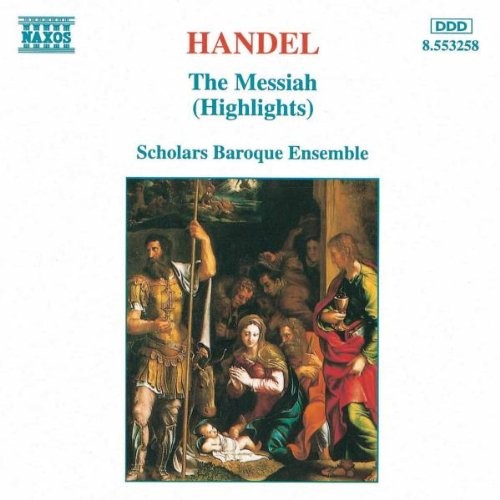 NAXOS
HANDEL
DDD
8.553258
The Messiah
(Highlights)
Scholars Baroque Ensemble